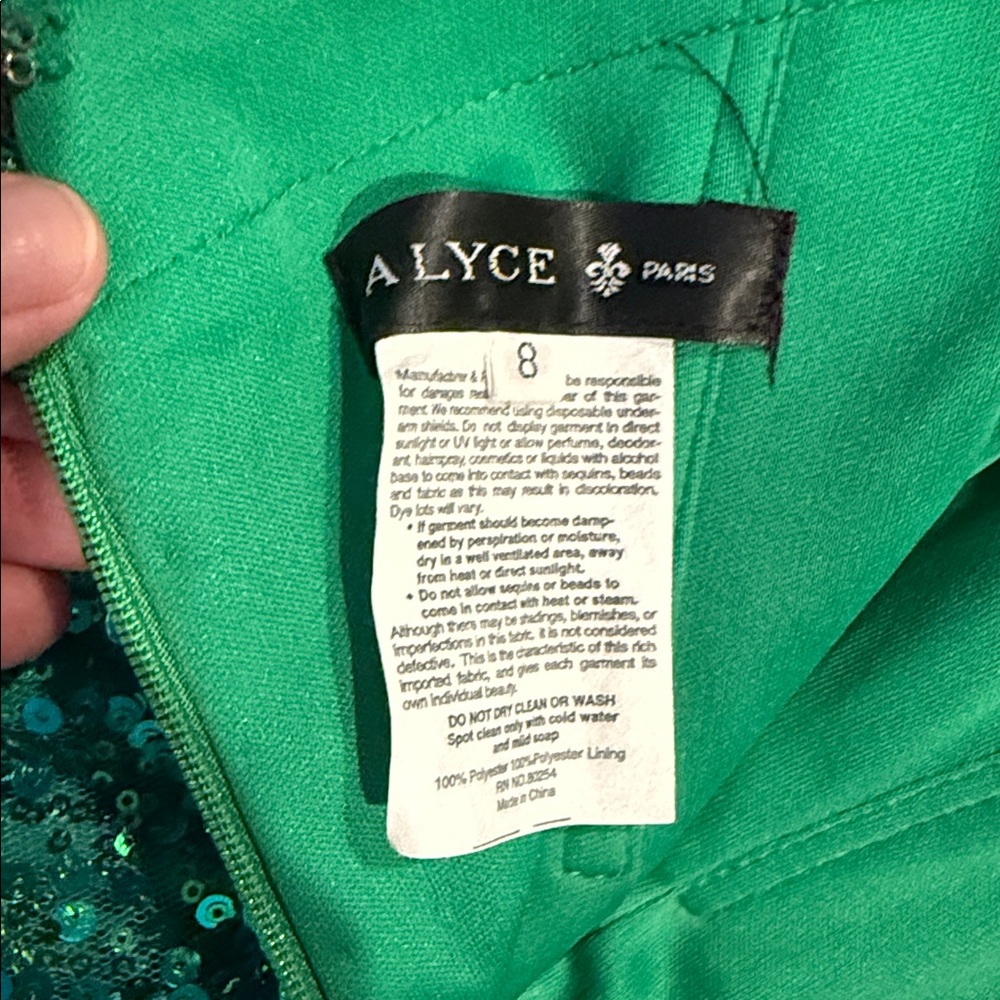 ALYCE PARIS
8
Manufacturer & be responsible
for damages ar of this gar-
ment. We recommend using disposable under-
arm shields. Do not display garment in direct
sunlight or UV light or allow perfume, deodor-
ant, hairspray, cosmetics or liquids with alcohol
base to come into contact with sequins, beads
and fabric as this may result in discoloration.
Dye lots will vary.
• If garment should become damp-
ened by perspiration or moisture,
dry in a well ventilated area, away
from heat or direct sunlight.
• Do not allow sequins or beads to
come in contact with heat or steam.
Although there may be shadings, blemishes, or
imperfections in this fabric, it is not considered
defective. This is the characteristic of this rich
imported fabric, and gives each garment its
own individual beauty.
DO NOT DRY CLEAN OR WASH
Spot clean only with cold water
and mild soap
100% Polyester 100%Polyester Lining
RN NO.80254
Made in China